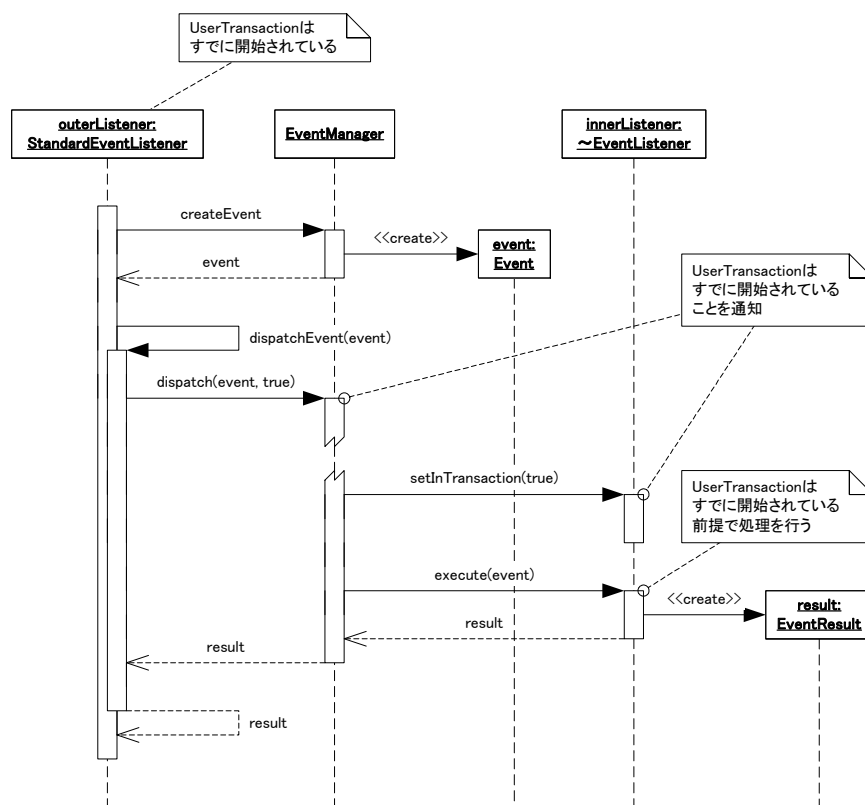 UserTransactionは
すでに開始されている
outerListener:
StandardEventListener
EventManager
innerListener:
～EventListener
createEvent
<<create>>
event:
Event
event
UserTransactionは
すでに開始されている
ことを通知
dispatchEvent(event)
dispatch(event, true)
setInTransaction(true)
UserTransactionは
すでに開始されている
前提で処理を行う
execute(event)
<<create>>
result:
EventResult
result
result
result